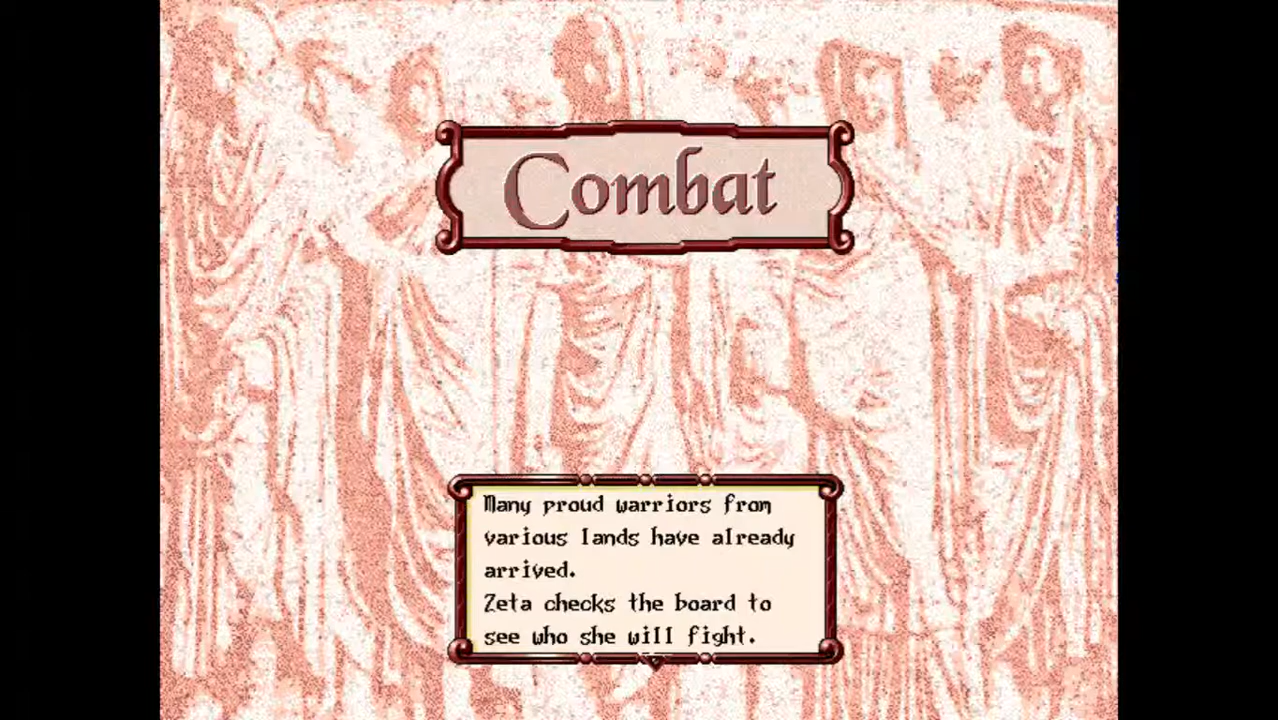 Combat
Many proud warriors from
various lands have already
arrived.
Zeta checks the board to
see who she will fight.